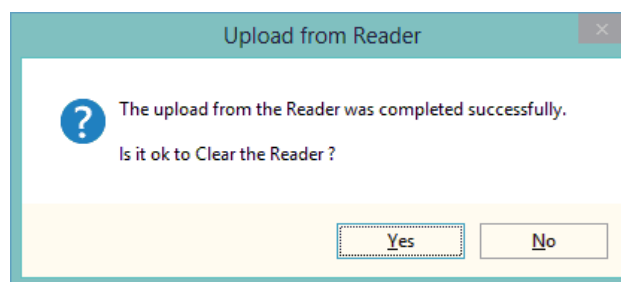 Upload from Reader
The upload from the Reader was completed successfully.
Is it ok to Clear the Reader ?
Yes
No